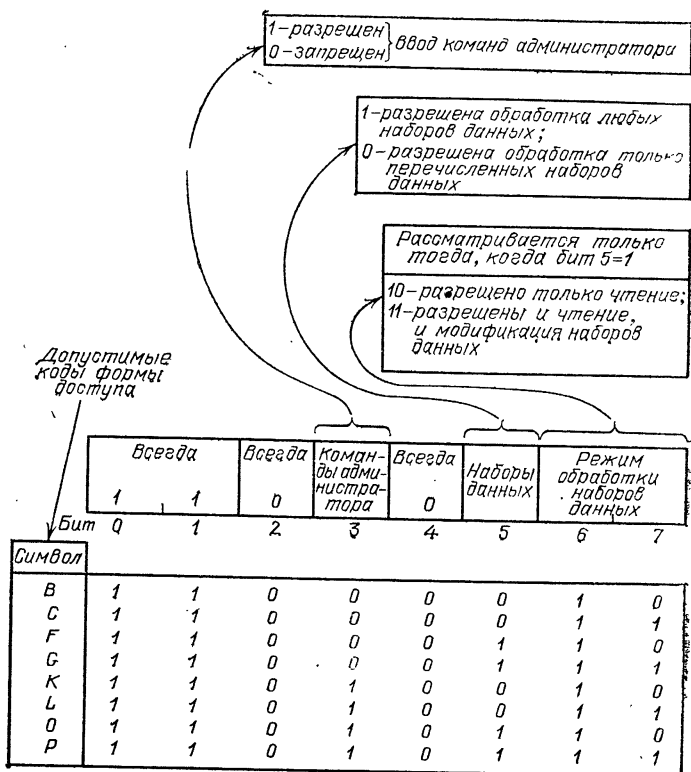 1-разрешен
0-запрещен } ввод команд администратора
1-разрешена обработка любых
наборов данных;
0-разрешена обработка только
перечисленных наборов
данных
Рассматривается только
тогда, когда бит 5=1
10-разрешено только чтение;
11-разрешены и чтение,
и модификация наборов
данных
Допустимые
коды формы
доступа
Всегда
1 1
Всегда
0
Коман-
ды адми-
нистра-
тора
Всегда
0
Наборы
данных
Режим
обработки
наборов
данных
Бит 0 1 2 3 4 5 6 7
Символ
B 1 1 0 0 0 0 1 0
C 1 1 0 0 0 0 1 1
F 1 1 0 0 0 1 1 0
G 1 1 0 0 0 1 1 1
K 1 1 0 1 0 0 1 0
L 1 1 0 1 0 0 1 1
O 1 1 0 1 0 1 1 0
P 1 1 0 1 0 1 1 1